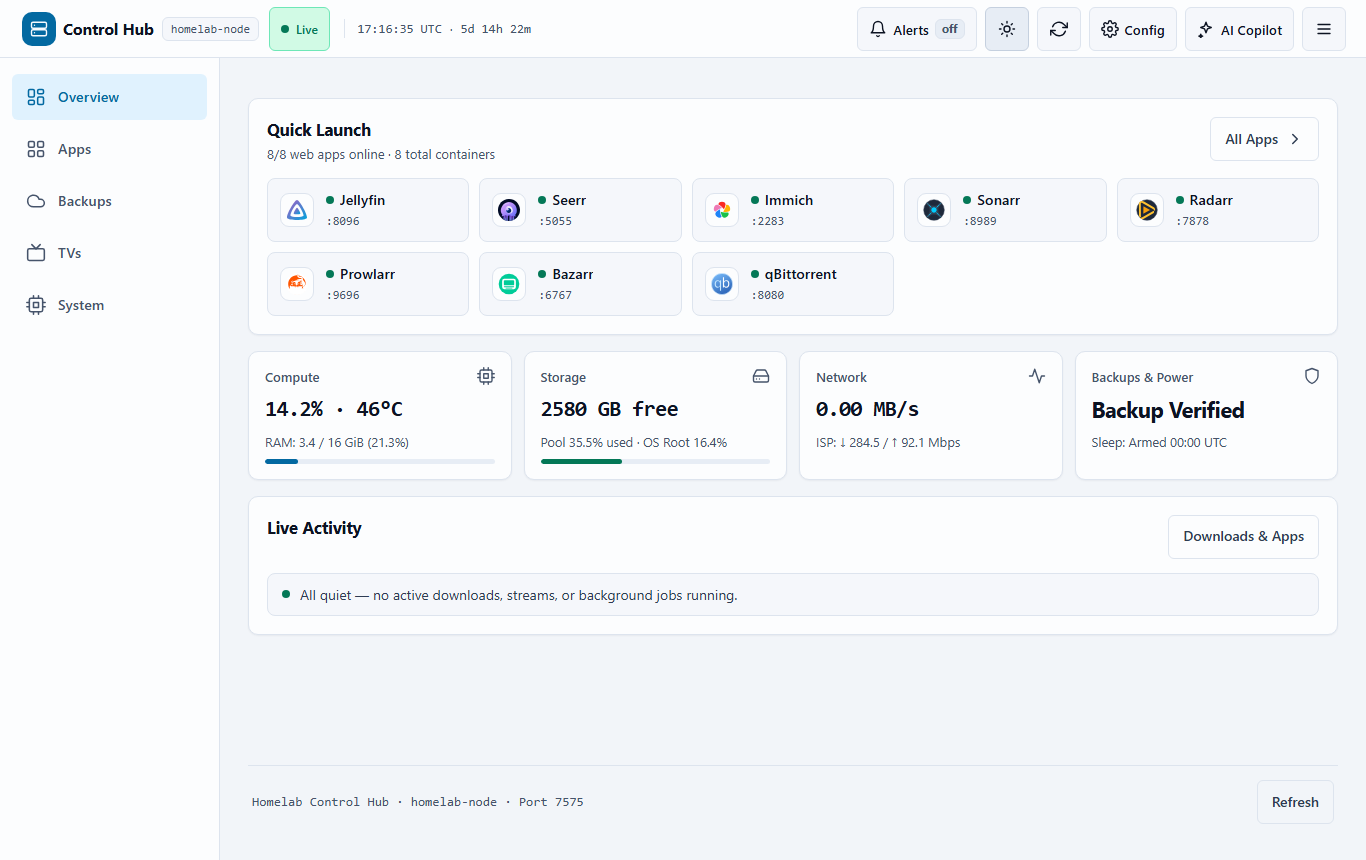 Control Hub homelab-node Live 17:16:35 UTC · 5d 14h 22m Alerts off Config AI Copilot
Overview
Apps
Backups
TVs
System
Quick Launch
8/8 web apps online · 8 total containers
All Apps
Jellyfin
:8096
Seerr
:5055
Immich
:2283
Sonarr
:8989
Radarr
:7878
Prowlarr
:9696
Bazarr
:6767
qb
qBittorrent
:8080
Compute
14.2% · 46°C
RAM: 3.4 / 16 GiB (21.3%)
Storage
2580 GB free
Pool 35.5% used · OS Root 16.4%
Network
0.00 MB/s
ISP: ↓ 284.5 / ↑ 92.1 Mbps
Backups & Power
Backup Verified
Sleep: Armed 00:00 UTC
Live Activity
Downloads & Apps
All quiet — no active downloads, streams, or background jobs running.
Homelab Control Hub · homelab-node · Port 7575
Refresh